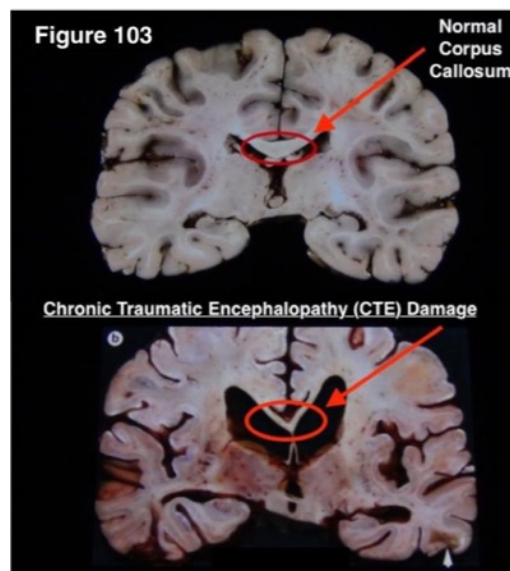 Figure 103
Normal
Corpus
Callosum
Chronic Traumatic Encephalopathy (CTE) Damage
b